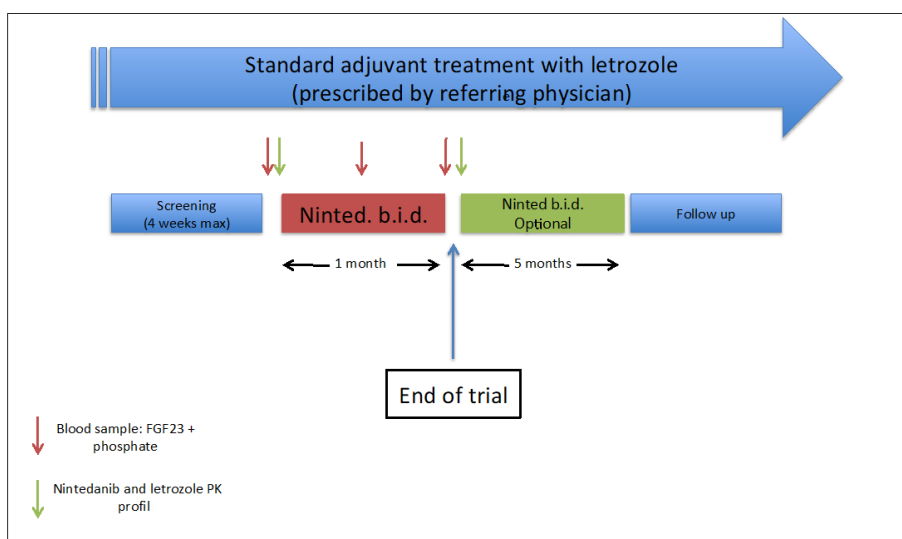 Standard adjuvant treatment with letrozole
(prescribed by referring physician)
Screening
(4 weeks max)
Ninted. b.i.d.
Ninted b.i.d.
Optional
Follow up
1 month
5 months
End of trial
Blood sample: FGF23 +
phosphate
Nintedanib and letrozole PK
profil